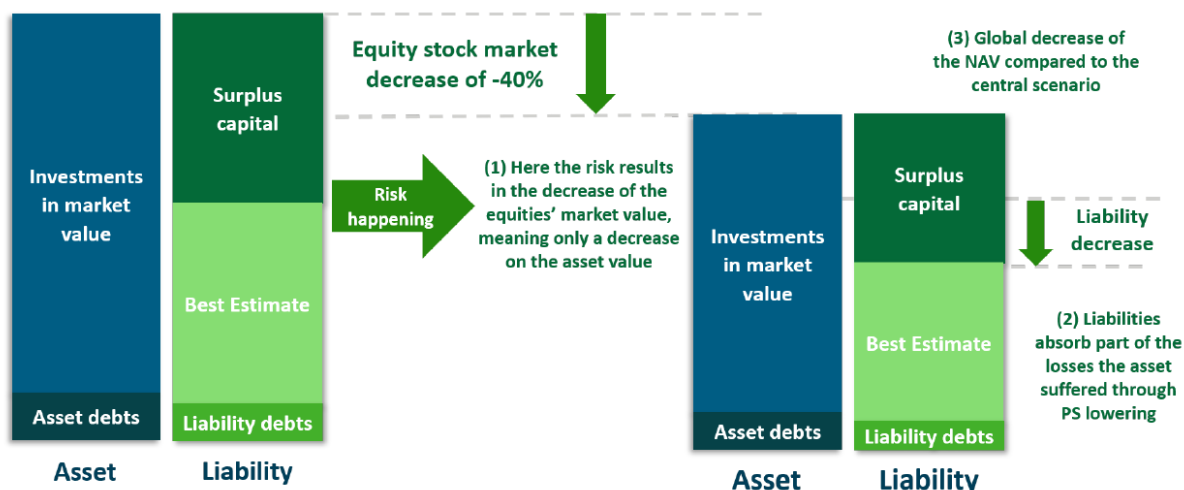 Investments
in market
value
Asset debts
Asset
Surplus
capital
Best Estimate
Liability debts
Liability
Equity stock market
decrease of -40%
Risk
happening
(1) Here the risk results
in the decrease of the
equities’ market value,
meaning only a decrease
on the asset value
Investments
in market
value
Asset debts
Asset
Surplus
capital
Best Estimate
Liability debts
Liability
(3) Global decrease of
the NAV compared to the
central scenario
Liability
decrease
(2) Liabilities
absorb part of the
losses the asset
suffered through
PS lowering